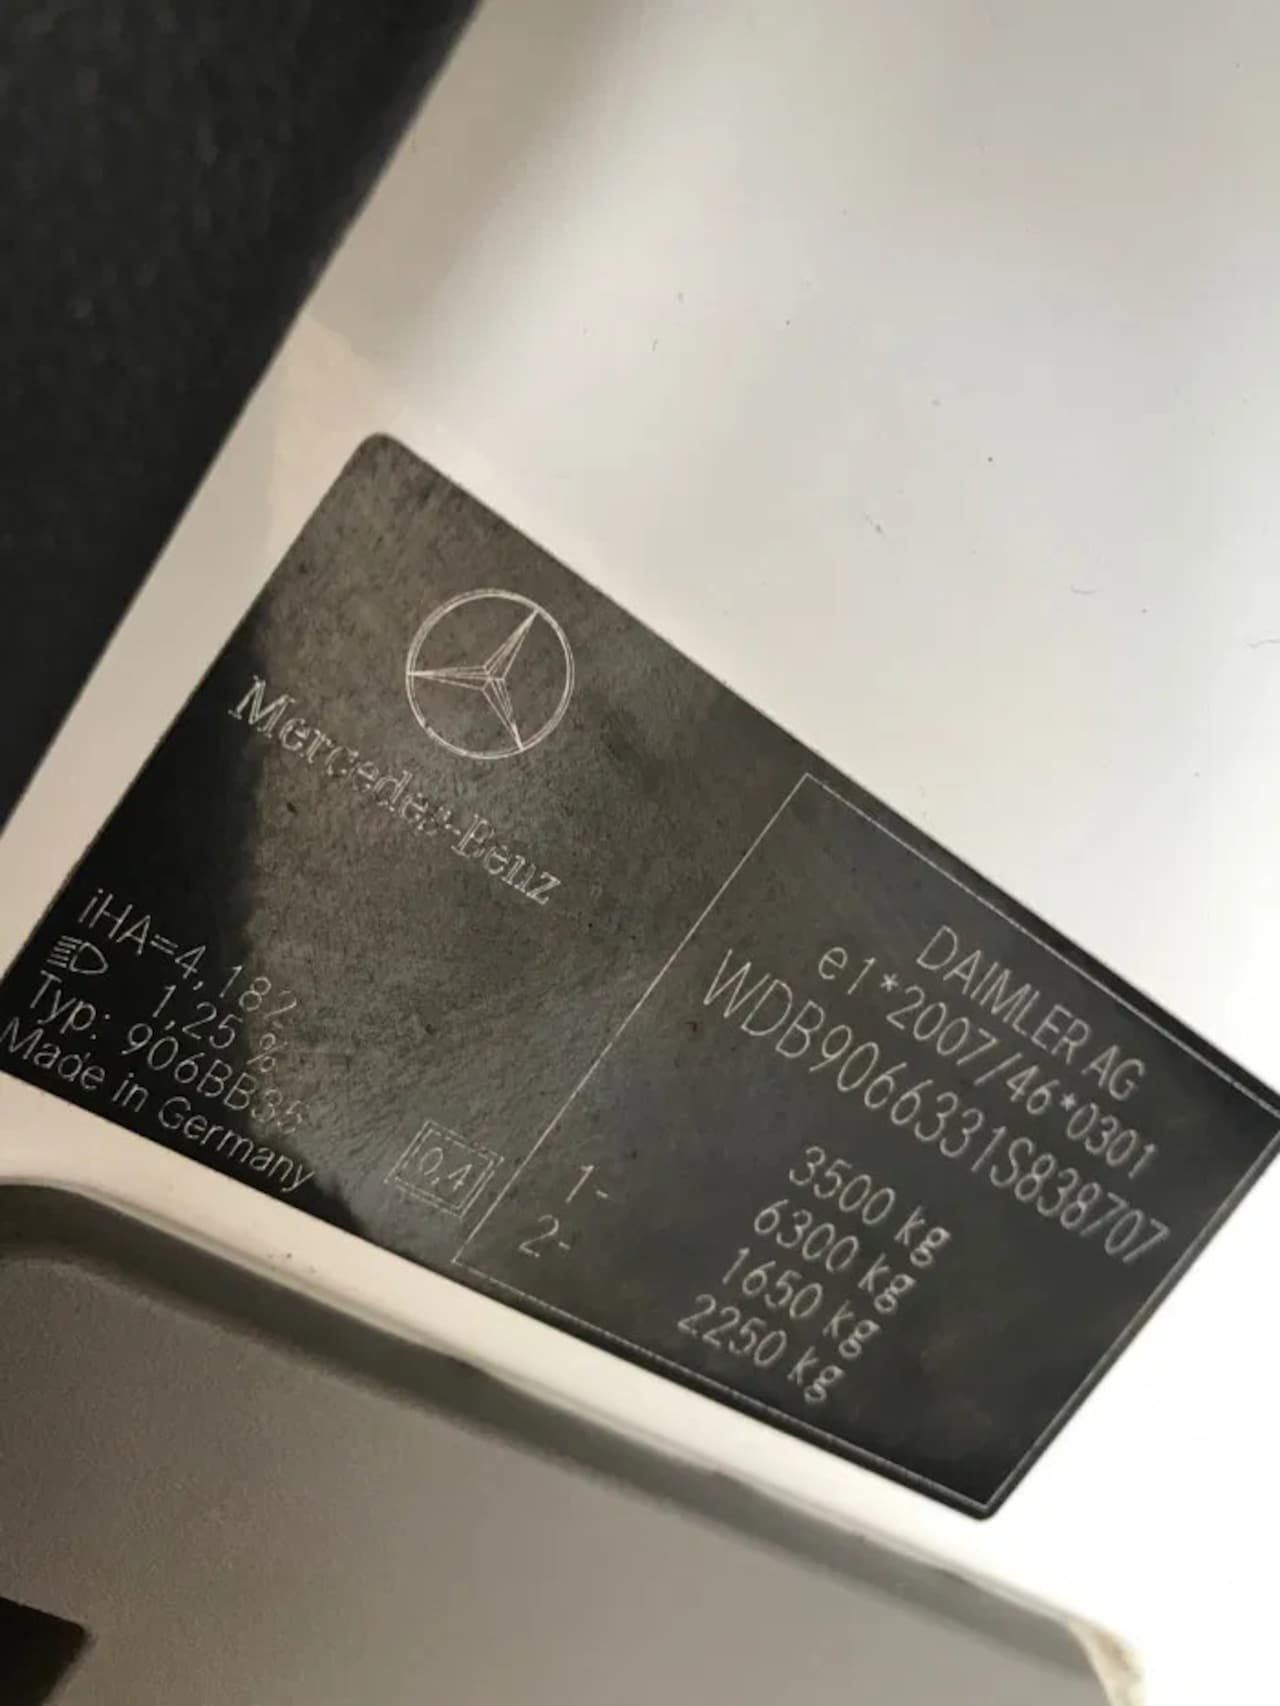 Mercedes-Benz
iHA=4,182
1,25 %
Typ: 906BB35
Made in Germany
0,4
DAIMLER AG
e1*2007/46*0301
WDB9066331S838707
3500 kg
6300 kg
1- 1650 kg
2- 2250 kg